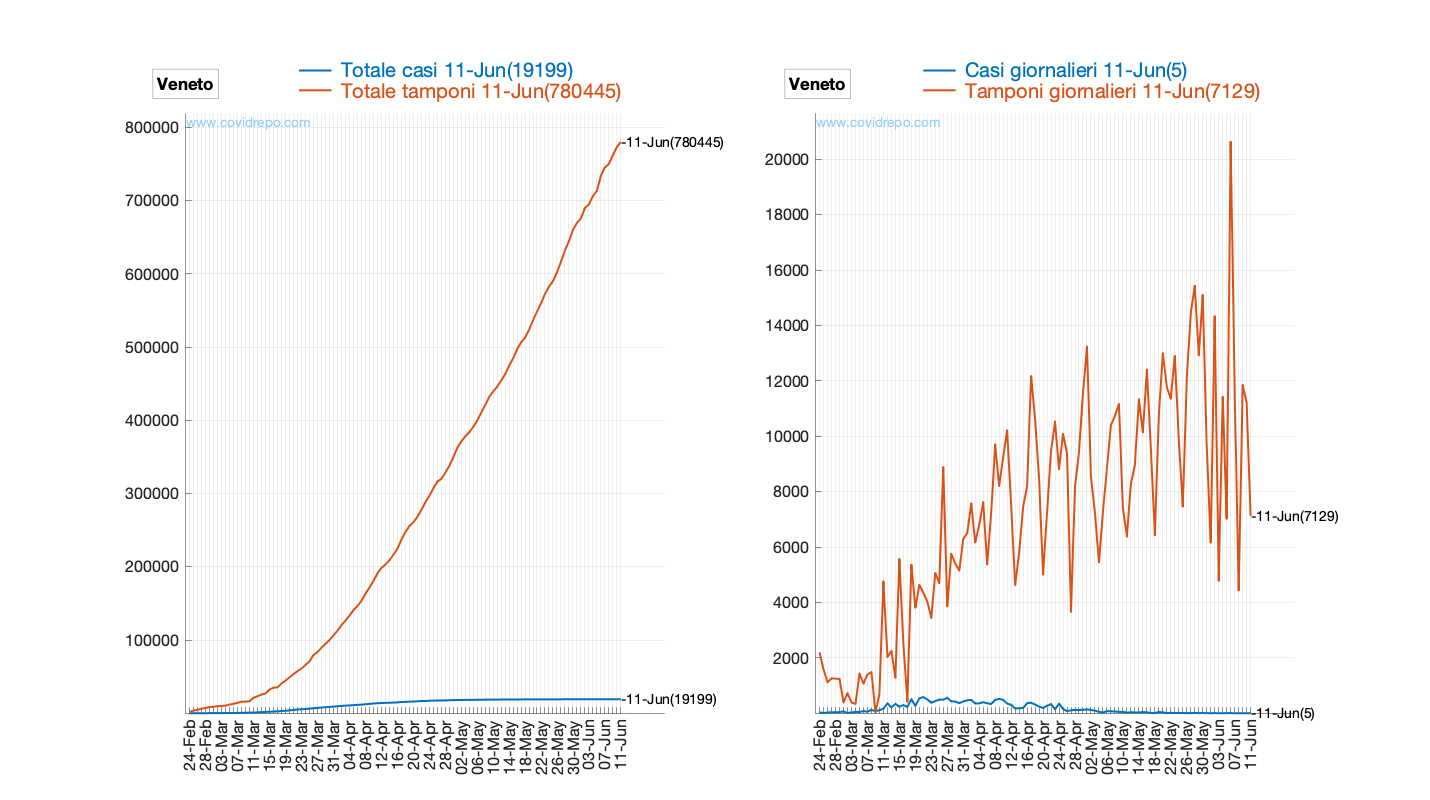 Veneto
Totale casi 11-Jun(19199)
Totale tamponi 11-Jun(780445)
www.covidrepo.com
800000
700000
600000
500000
400000
300000
200000
100000
-11-Jun(780445)
-11-Jun(19199)
24-Feb
28-Feb
03-Mar
07-Mar
11-Mar
15-Mar
19-Mar
23-Mar
27-Mar
31-Mar
04-Apr
08-Apr
12-Apr
16-Apr
20-Apr
24-Apr
28-Apr
02-May
06-May
10-May
14-May
18-May
22-May
26-May
30-May
03-Jun
07-Jun
11-Jun
Veneto
Casi giornalieri 11-Jun(5)
Tamponi giornalieri 11-Jun(7129)
www.covidrepo.com
20000
18000
16000
14000
12000
10000
8000
6000
4000
2000
-11-Jun(7129)
-11-Jun(5)
24-Feb
28-Feb
03-Mar
07-Mar
11-Mar
15-Mar
19-Mar
23-Mar
27-Mar
31-Mar
04-Apr
08-Apr
12-Apr
16-Apr
20-Apr
24-Apr
28-Apr
02-May
06-May
10-May
14-May
18-May
22-May
26-May
30-May
03-Jun
07-Jun
11-Jun